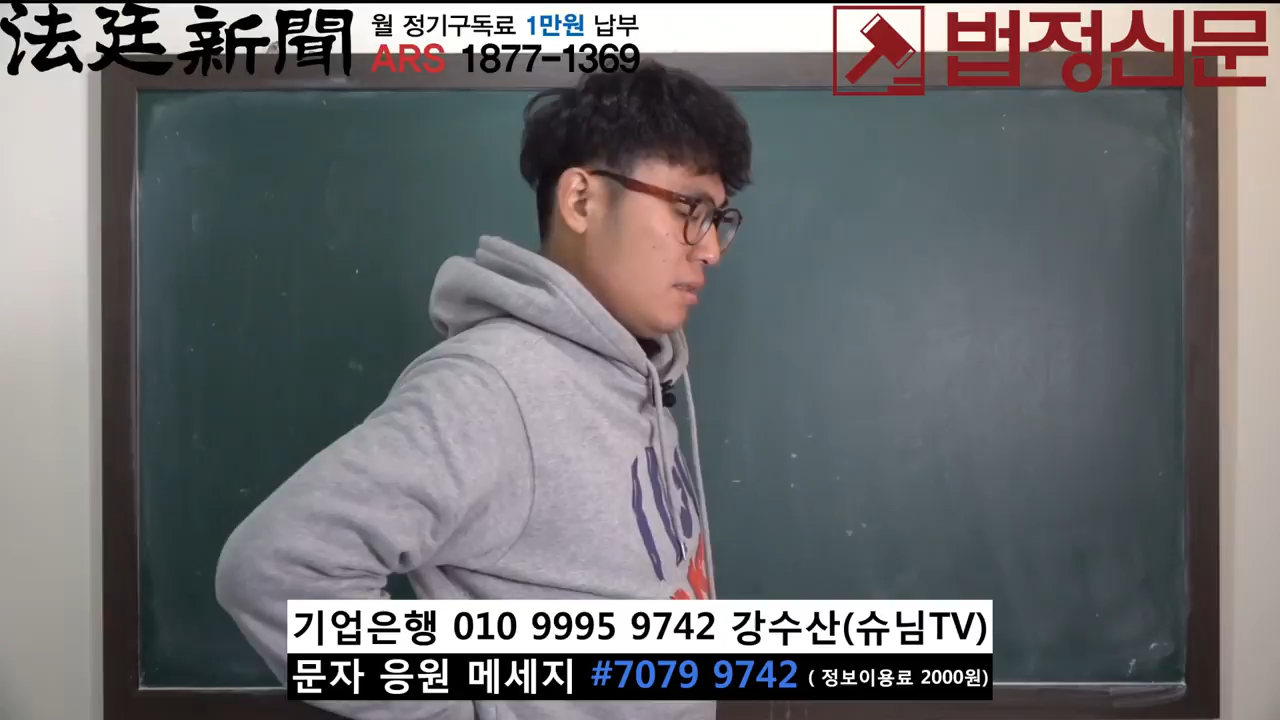 法廷新聞
월 정기구독료 1만원 납부
ARS 1877-1369
법정신문
기업은행 010 9995 9742 강수산(슈님TV)
문자 응원 메세지 #7079 9742 ( 정보이용료 2000원)